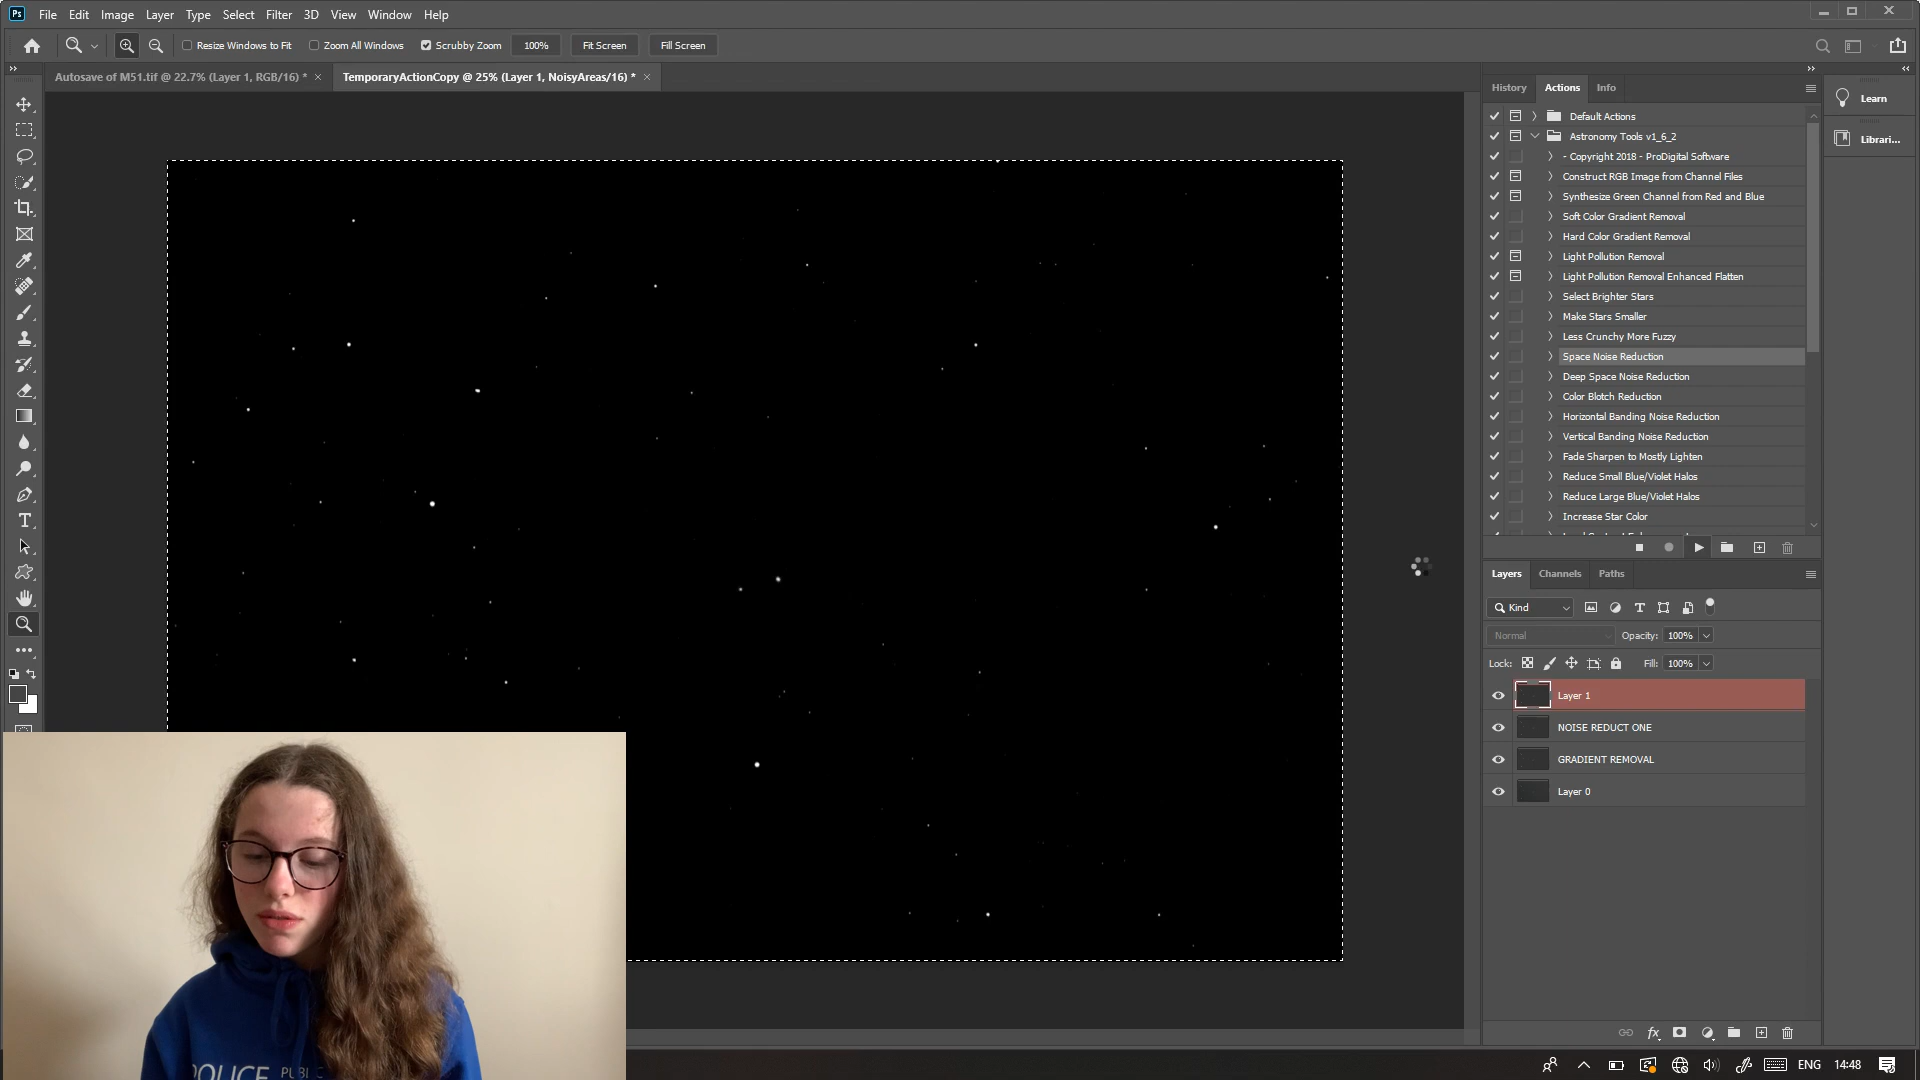 Ps File Edit Image Layer Type Select Filter 3D View Window Help
Resize Windows to Fit Zoom All Windows Scrubby Zoom 100% Fit Screen Fill Screen
Autosave of M51.tif @ 22.7% (Layer 1, RGB/16) * × TemporaryActionCopy @ 25% (Layer 1, NoisyAreas/16) * ×
History Actions Info
Learn
Librari...
Default Actions
Astronomy Tools v1_6_2
- Copyright 2018 - ProDigital Software
Construct RGB Image from Channel Files
Synthesize Green Channel from Red and Blue
Soft Color Gradient Removal
Hard Color Gradient Removal
Light Pollution Removal
Light Pollution Removal Enhanced Flatten
Select Brighter Stars
Make Stars Smaller
Less Crunchy More Fuzzy
Space Noise Reduction
Deep Space Noise Reduction
Color Blotch Reduction
Horizontal Banding Noise Reduction
Vertical Banding Noise Reduction
Fade Sharpen to Mostly Lighten
Reduce Small Blue/Violet Halos
Reduce Large Blue/Violet Halos
Increase Star Color
Layers Channels Paths
Kind
Normal Opacity: 100%
Lock: Fill: 100%
Layer 1
NOISE REDUCT ONE
GRADIENT REMOVAL
Layer 0
fx
POLICE
ENG 14:48